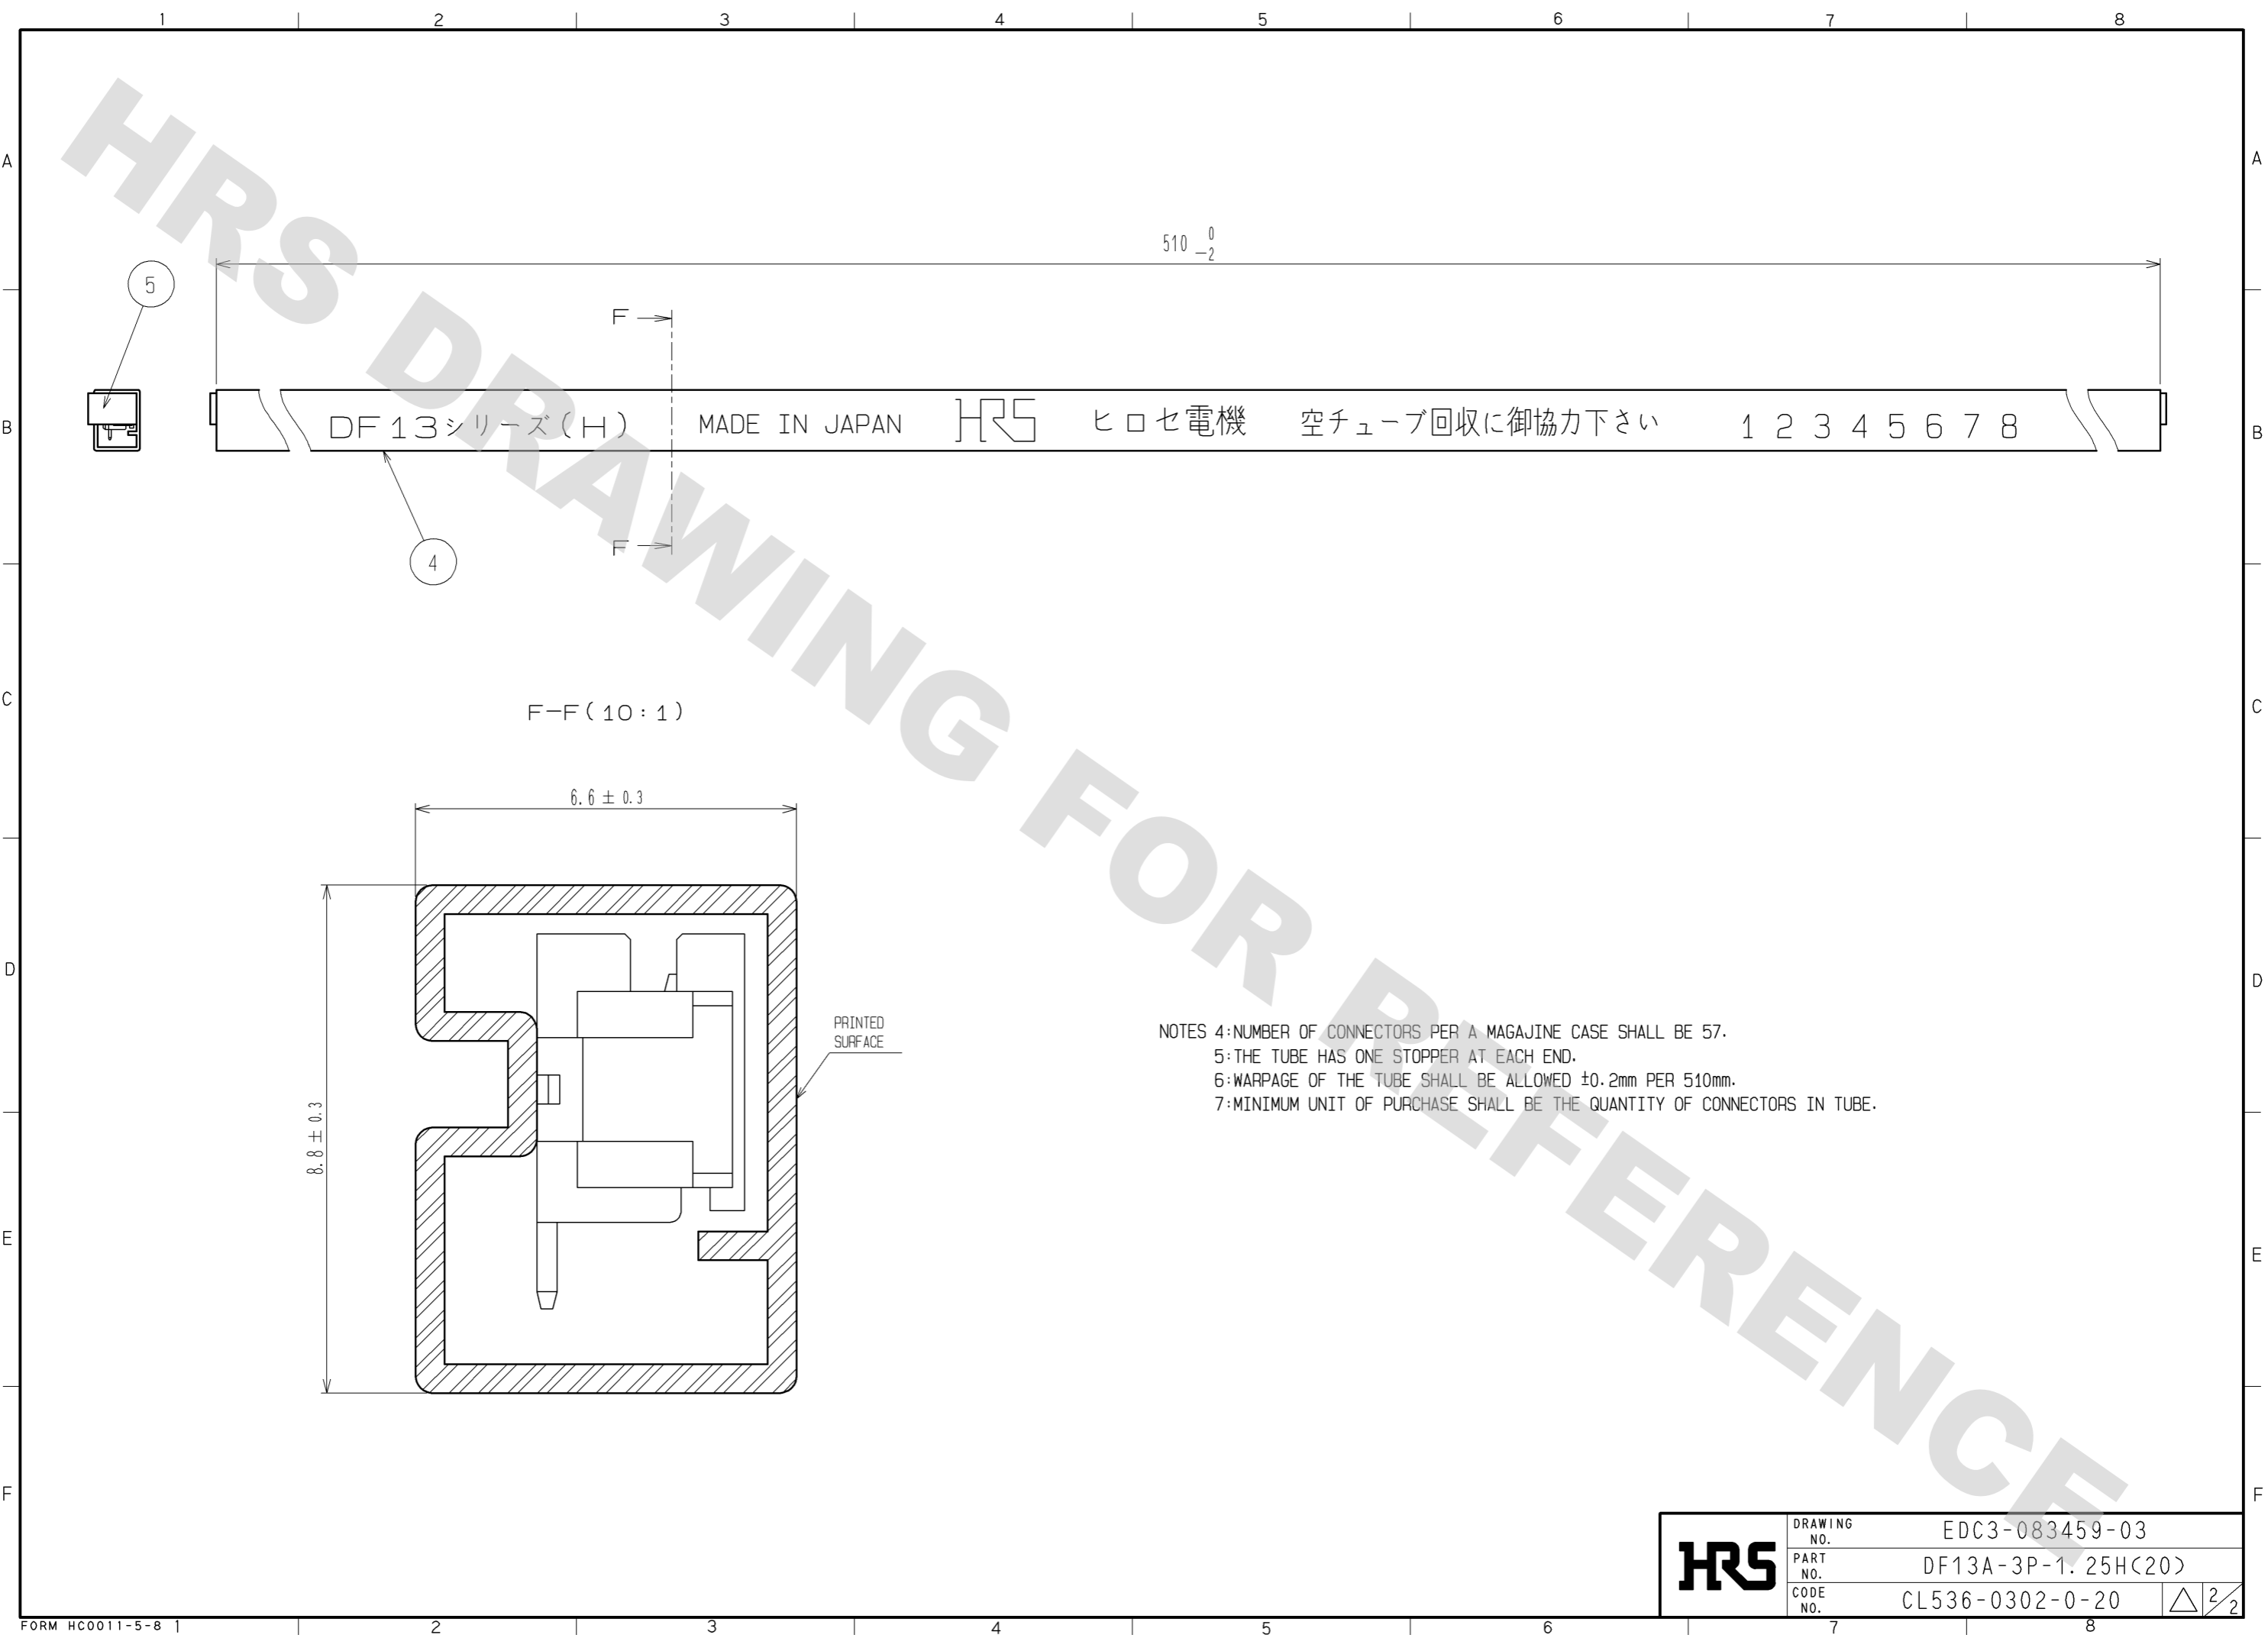 1 2 3 4 5 6 7 8
A A
HRS DRAWING FOR REFERENCE
510 0
-2
5
F
B DF13シリーズ(H) MADE IN JAPAN HRS ヒロセ電機 空チューブ回収に御協力下さい 1 2 3 4 5 6 7 8 B
F
4
C C
F-F(10:1)
6.6 ± 0.3
D D
PRINTED
SURFACE
8.8 ± 0.3
NOTES 4:NUMBER OF CONNECTORS PER A MAGAJINE CASE SHALL BE 57.
5:THE TUBE HAS ONE STOPPER AT EACH END.
6:WARPAGE OF THE TUBE SHALL BE ALLOWED ±0.2mm PER 510mm.
7:MINIMUM UNIT OF PURCHASE SHALL BE THE QUANTITY OF CONNECTORS IN TUBE.
E E
F F
HRS
DRAWING NO. EDC3-083459-03
PART NO. DF13A-3P-1.25H(20)
CODE NO. CL536-0302-0-20 2/2
FORM HC0011-5-8 1 2 3 4 5 6 7 8